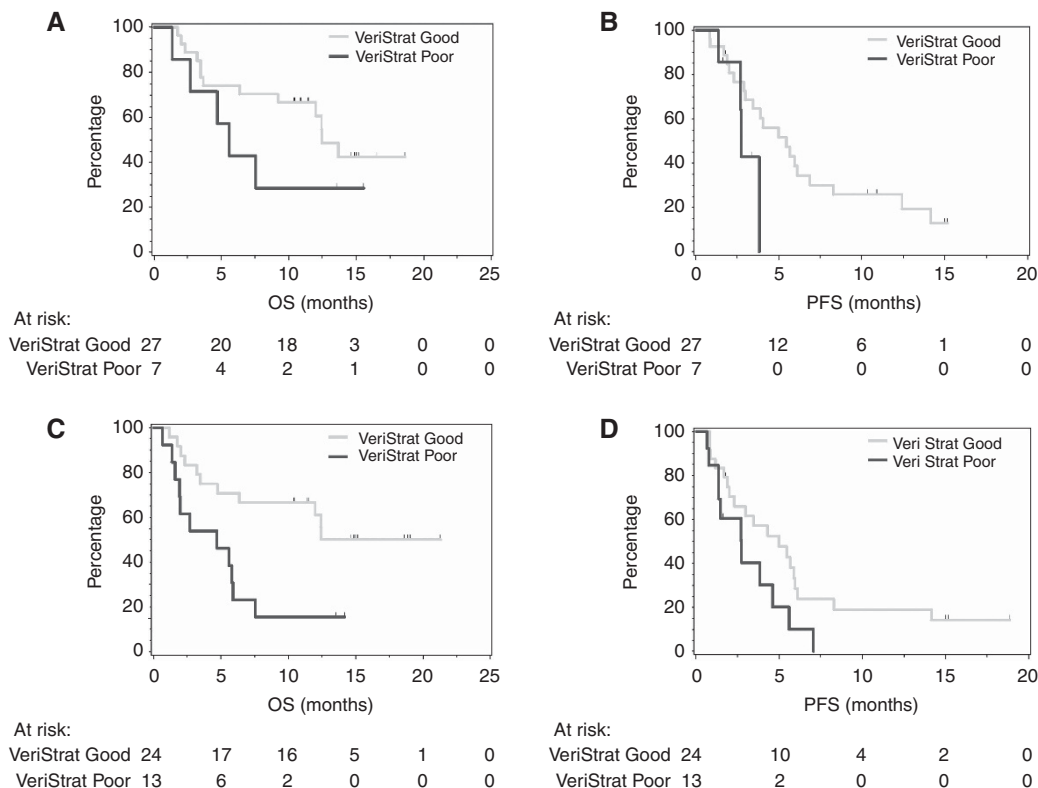 A
100
80
60
40
20
0
Percentage
VeriStrat Good
VeriStrat Poor
0 5 10 15 20 25
OS (months)
At risk:
VeriStrat Good 27 20 18 3 0 0
VeriStrat Poor 7 4 2 1 0 0
B
100
80
60
40
20
0
Percentage
VeriStrat Good
VeriStrat Poor
0 5 10 15 20
PFS (months)
At risk:
VeriStrat Good 27 12 6 1 0
VeriStrat Poor 7 0 0 0 0
C
100
80
60
40
20
0
Percentage
VeriStrat Good
VeriStrat Poor
0 5 10 15 20 25
OS (months)
At risk:
VeriStrat Good 24 17 16 5 1 0
VeriStrat Poor 13 6 2 0 0 0
D
100
80
60
40
20
0
Percentage
Veri Strat Good
Veri Strat Poor
0 5 10 15 20
PFS (months)
At risk:
VeriStrat Good 24 10 4 2 0
VeriStrat Poor 13 2 0 0 0